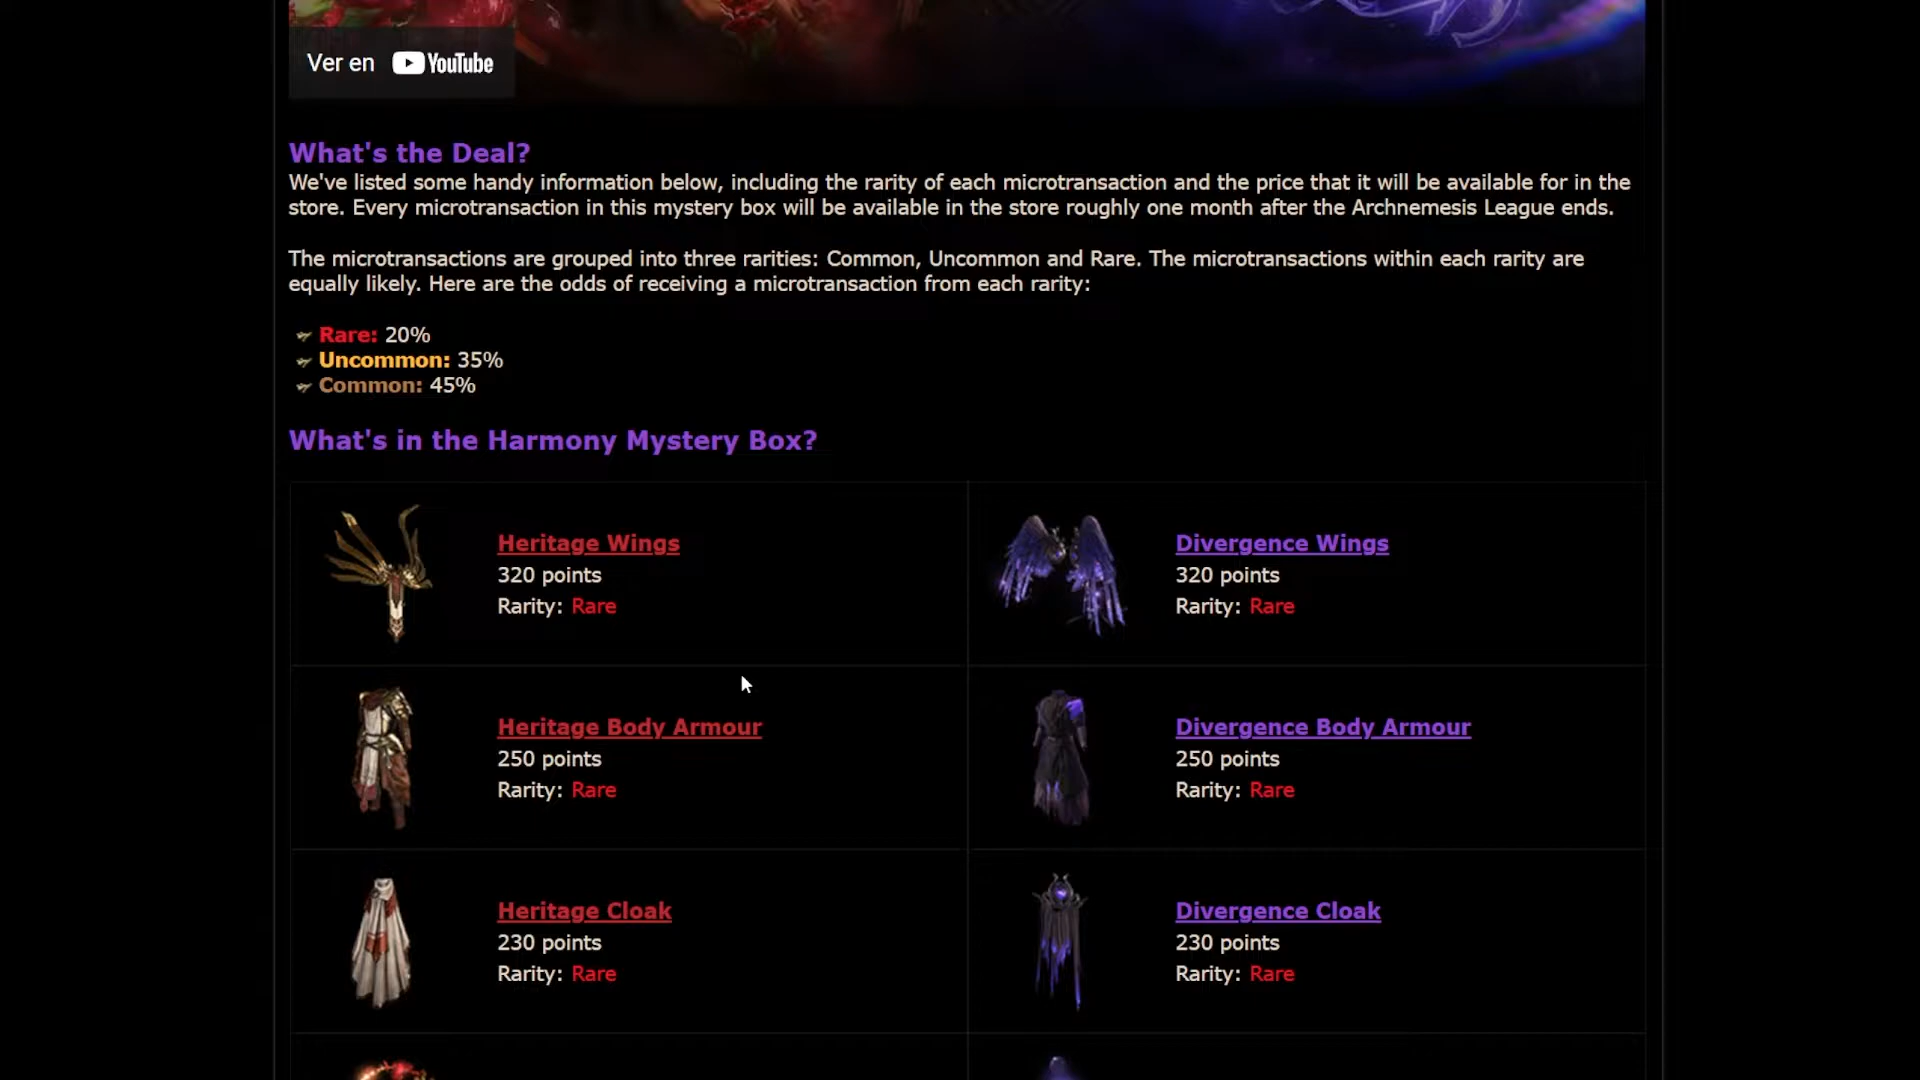 Ver en YouTube
What's the Deal?
We've listed some handy information below, including the rarity of each microtransaction and the price that it will be available for in the
store. Every microtransaction in this mystery box will be available in the store roughly one month after the Archnemesis League ends.
The microtransactions are grouped into three rarities: Common, Uncommon and Rare. The microtransactions within each rarity are
equally likely. Here are the odds of receiving a microtransaction from each rarity:
Rare: 20%
Uncommon: 35%
Common: 45%
What's in the Harmony Mystery Box?
Heritage Wings
320 points
Rarity: Rare
Divergence Wings
320 points
Rarity: Rare
Heritage Body Armour
250 points
Rarity: Rare
Divergence Body Armour
250 points
Rarity: Rare
Heritage Cloak
230 points
Rarity: Rare
Divergence Cloak
230 points
Rarity: Rare